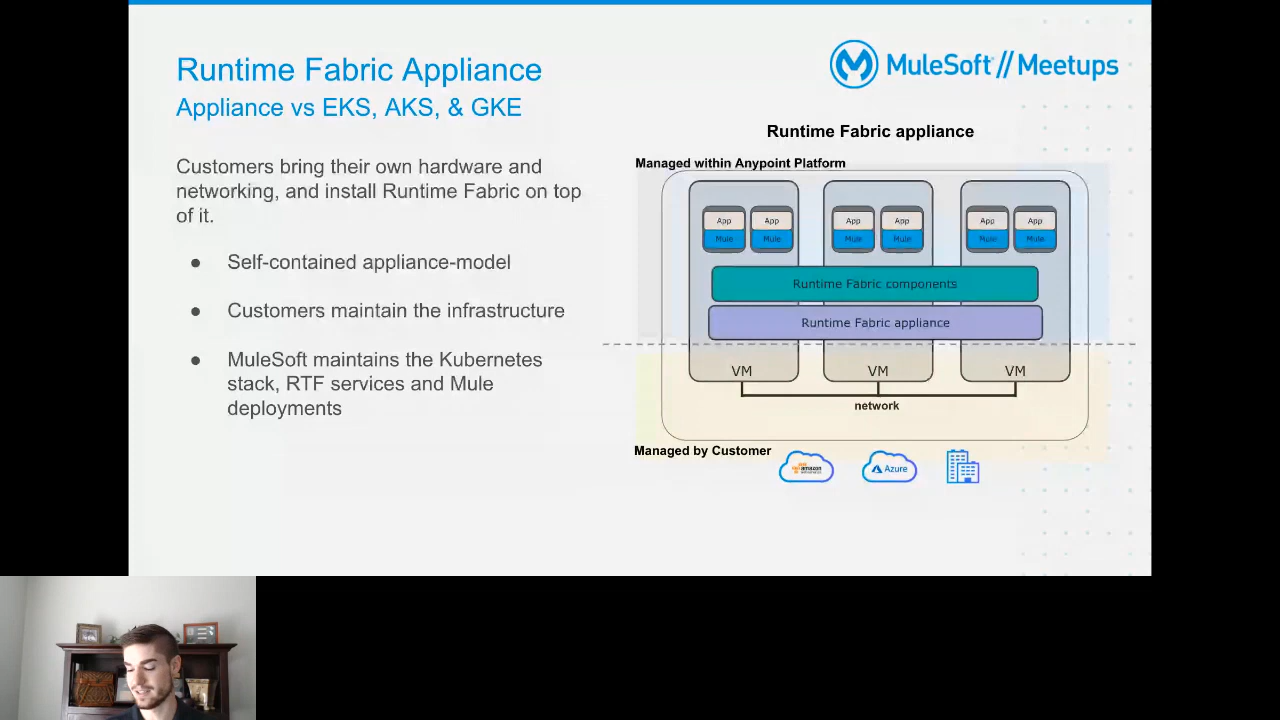 Runtime Fabric Appliance
Appliance vs EKS, AKS, & GKE
MuleSoft // Meetups
Customers bring their own hardware and
networking, and install Runtime Fabric on top
of it.
● Self-contained appliance-model
● Customers maintain the infrastructure
● MuleSoft maintains the Kubernetes
stack, RTF services and Mule
deployments
Runtime Fabric appliance
Managed within Anypoint Platform
App App App App App App
Mule Mule Mule Mule Mule Mule
Runtime Fabric components
Runtime Fabric appliance
VM VM VM
network
Managed by Customer
amazon
Azure